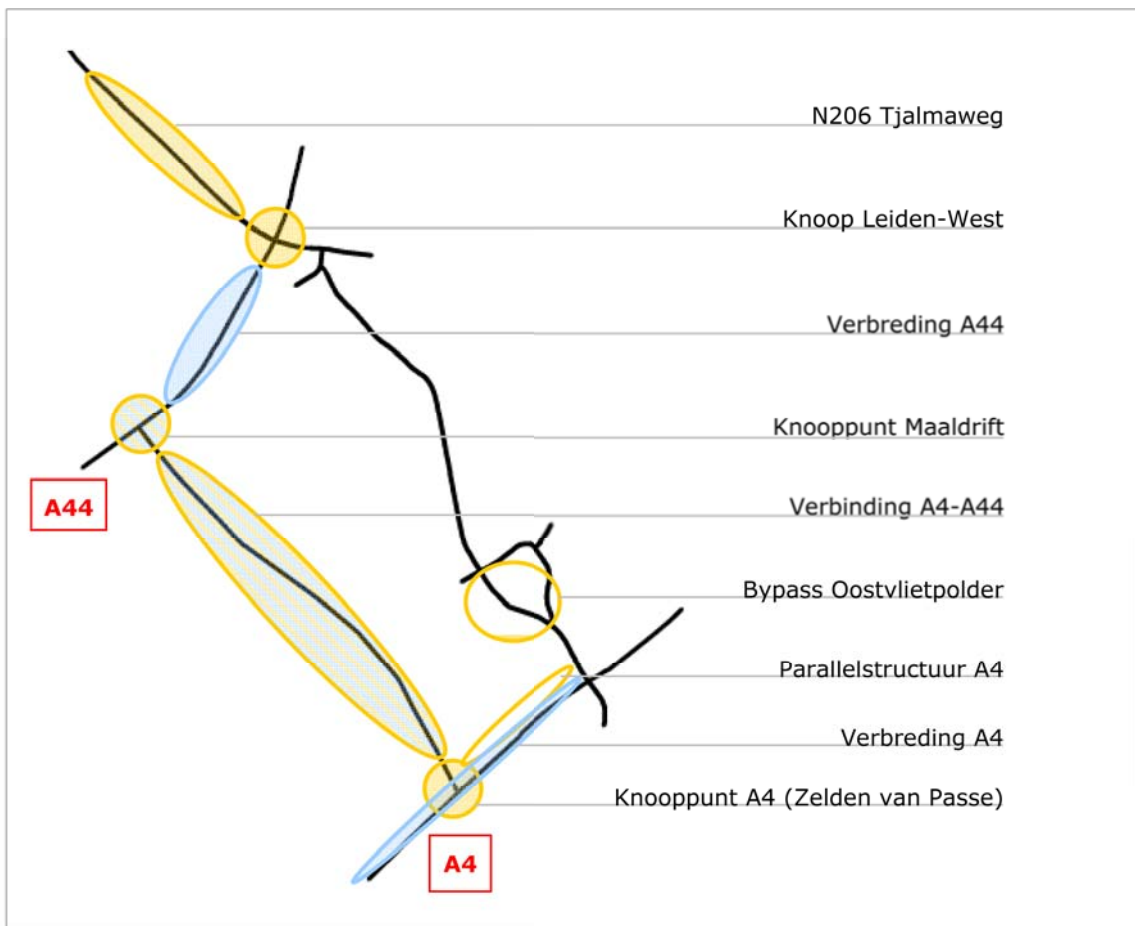 N206 Tjalmaweg
Knoop Leiden-West
Verbreding A44
Knooppunt Maaldrift
A44
Verbinding A4-A44
Bypass Oostvlietpolder
Parallelstructuur A4
Verbreding A4
Knooppunt A4 (Zelden van Passe)
A4